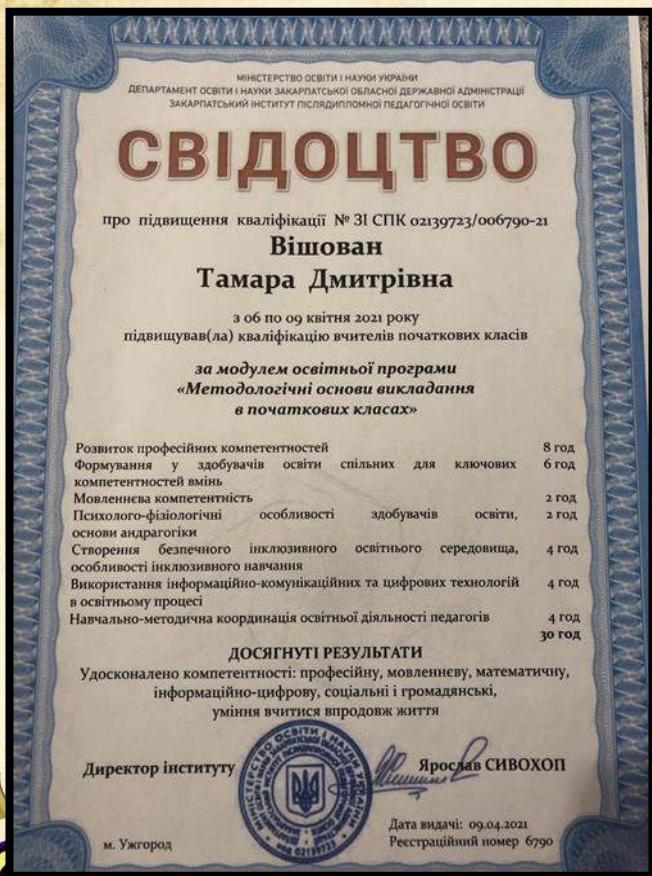 МІНІСТЕРСТВО ОСВІТИ І НАУКИ УКРАЇНИ
ДЕПАРТАМЕНТ ОСВІТИ І НАУКИ ЗАКАРПАТСЬКОЇ ОБЛАСНОЇ ДЕРЖАВНОЇ АДМІНІСТРАЦІЇ
ЗАКАРПАТСЬКИЙ ІНСТИТУТ ПІСЛЯДИПЛОМНОЇ ПЕДАГОГІЧНОЇ ОСВІТИ
СВІДОЦТВО
про підвищення кваліфікації № ЗІ СПК 02139723/006790-21
Вішован
Тамара Дмитрівна
з 06 по 09 квітня 2021 року
підвищував(ла) кваліфікацію вчителів початкових класів
за модулем освітньої програми
«Методологічні основи викладання
в початкових класах»
Розвиток професійних компетентностей 8 год
Формування у здобувачів освіти спільних для ключових 6 год
компетентностей вмінь
Мовленнєва компетентність 2 год
Психолого-фізіологічні особливості здобувачів освіти, 2 год
основи андрагогіки
Створення безпечного інклюзивного освітнього середовища, 4 год
особливості інклюзивного навчання
Використання інформаційно-комунікаційних та цифрових технологій 4 год
в освітньому процесі
Навчально-методична координація освітньої діяльності педагогів 4 год
30 год
ДОСЯГНУТІ РЕЗУЛЬТАТИ
Удосконалено компетентності: професійну, мовленнєву, математичну,
інформаційно-цифрову, соціальні і громадянські,
уміння вчитися впродовж життя
Директор інституту Ярослав СИВОХОП
МІНІСТЕРСТВО ОСВІТИ І НАУКИ УКРАЇНИ
02139723
Дата видачі: 09.04.2021
м. Ужгород Реєстраційний номер 6790